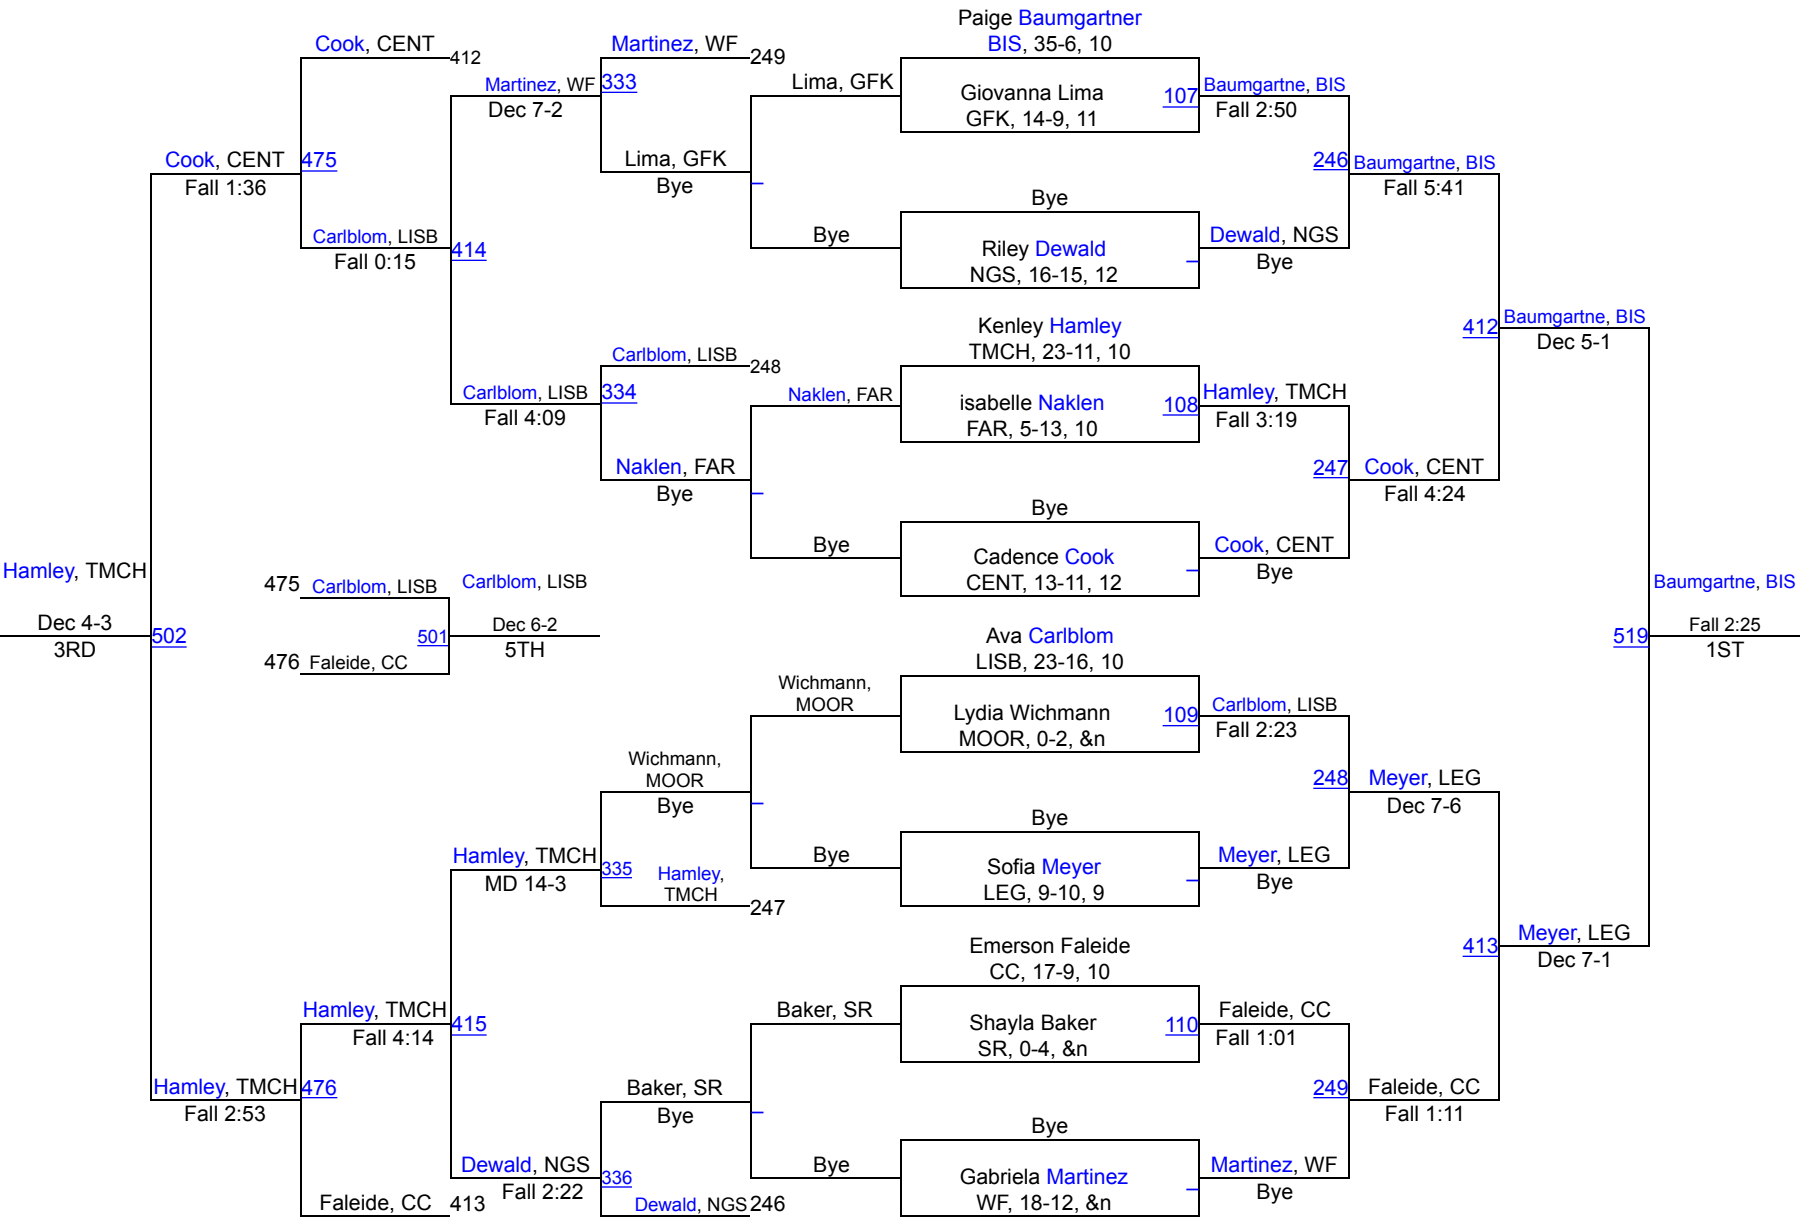 Paige Baumgartner
BIS, 35-6, 10
Cook, CENT
412
Martinez, WF
249
Martinez, WF
333
Dec 7-2
Lima, GFK
Giovanna Lima
GFK, 14-9, 11
107
Baumgartne, BIS
Fall 2:50
Cook, CENT
475
Fall 1:36
Lima, GFK
Bye
246
Baumgartne, BIS
Fall 5:41
Bye
Carlblom, LISB
Fall 0:15
414
Bye
Riley Dewald
NGS, 16-15, 12
Dewald, NGS
Bye
Kenley Hamley
TMCH, 23-11, 10
412
Baumgartne, BIS
Dec 5-1
Carlblom, LISB
248
Carlblom, LISB
334
Fall 4:09
Naklen, FAR
isabelle Naklen
FAR, 5-13, 10
108
Hamley, TMCH
Fall 3:19
Naklen, FAR
Bye
247
Cook, CENT
Fall 4:24
Bye
Bye
Cadence Cook
CENT, 13-11, 12
Cook, CENT
Bye
Hamley, TMCH
Dec 4-3
3RD
502
475
Carlblom, LISB
Carlblom, LISB
501
Dec 6-2
5TH
476
Faleide, CC
Baumgartne, BIS
519
Fall 2:25
1ST
Ava Carlblom
LISB, 23-16, 10
Wichmann,
MOOR
Lydia Wichmann
MOOR, 0-2, &n
109
Carlblom, LISB
Fall 2:23
Wichmann,
MOOR
Bye
248
Meyer, LEG
Dec 7-6
Bye
Hamley, TMCH
MD 14-3
335
Hamley,
TMCH
247
Bye
Sofia Meyer
LEG, 9-10, 9
Meyer, LEG
Bye
Emerson Faleide
CC, 17-9, 10
413
Meyer, LEG
Dec 7-1
Hamley, TMCH
Fall 4:14
415
Baker, SR
Shayla Baker
SR, 0-4, &n
110
Faleide, CC
Fall 1:01
Hamley, TMCH
476
Fall 2:53
Baker, SR
Bye
249
Faleide, CC
Fall 1:11
Bye
Dewald, NGS
Fall 2:22
336
Bye
Gabriela Martinez
WF, 18-12, &n
Martinez, WF
Bye
Faleide, CC
413
Dewald, NGS
246